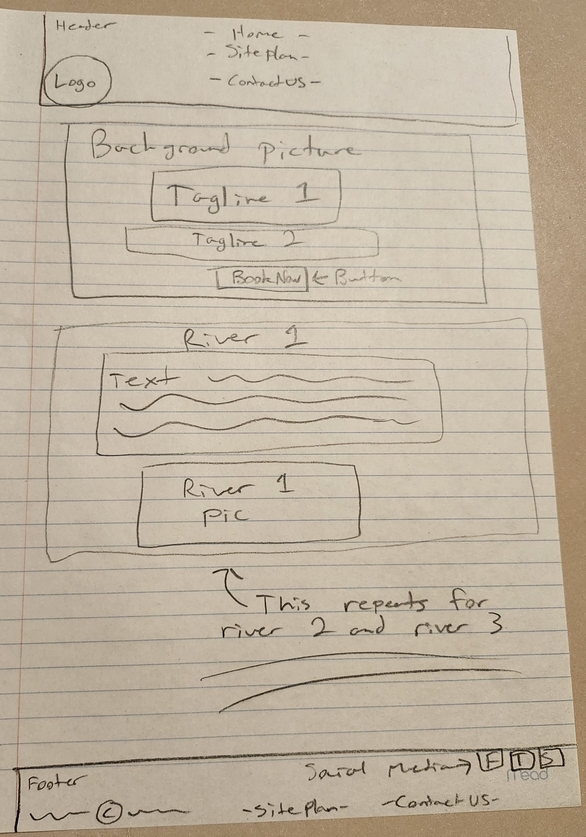 Header
- Home -
- Site Plan -
Logo
- Contact US -
Background picture
Tagline 1
Tagline 2
Book Now ← Button
River 1
Text
River 1
Pic
This repeats for
river 2 and river 3
Social Media → F I S
Mead
Footer
© -Site Plan- -Contact US-